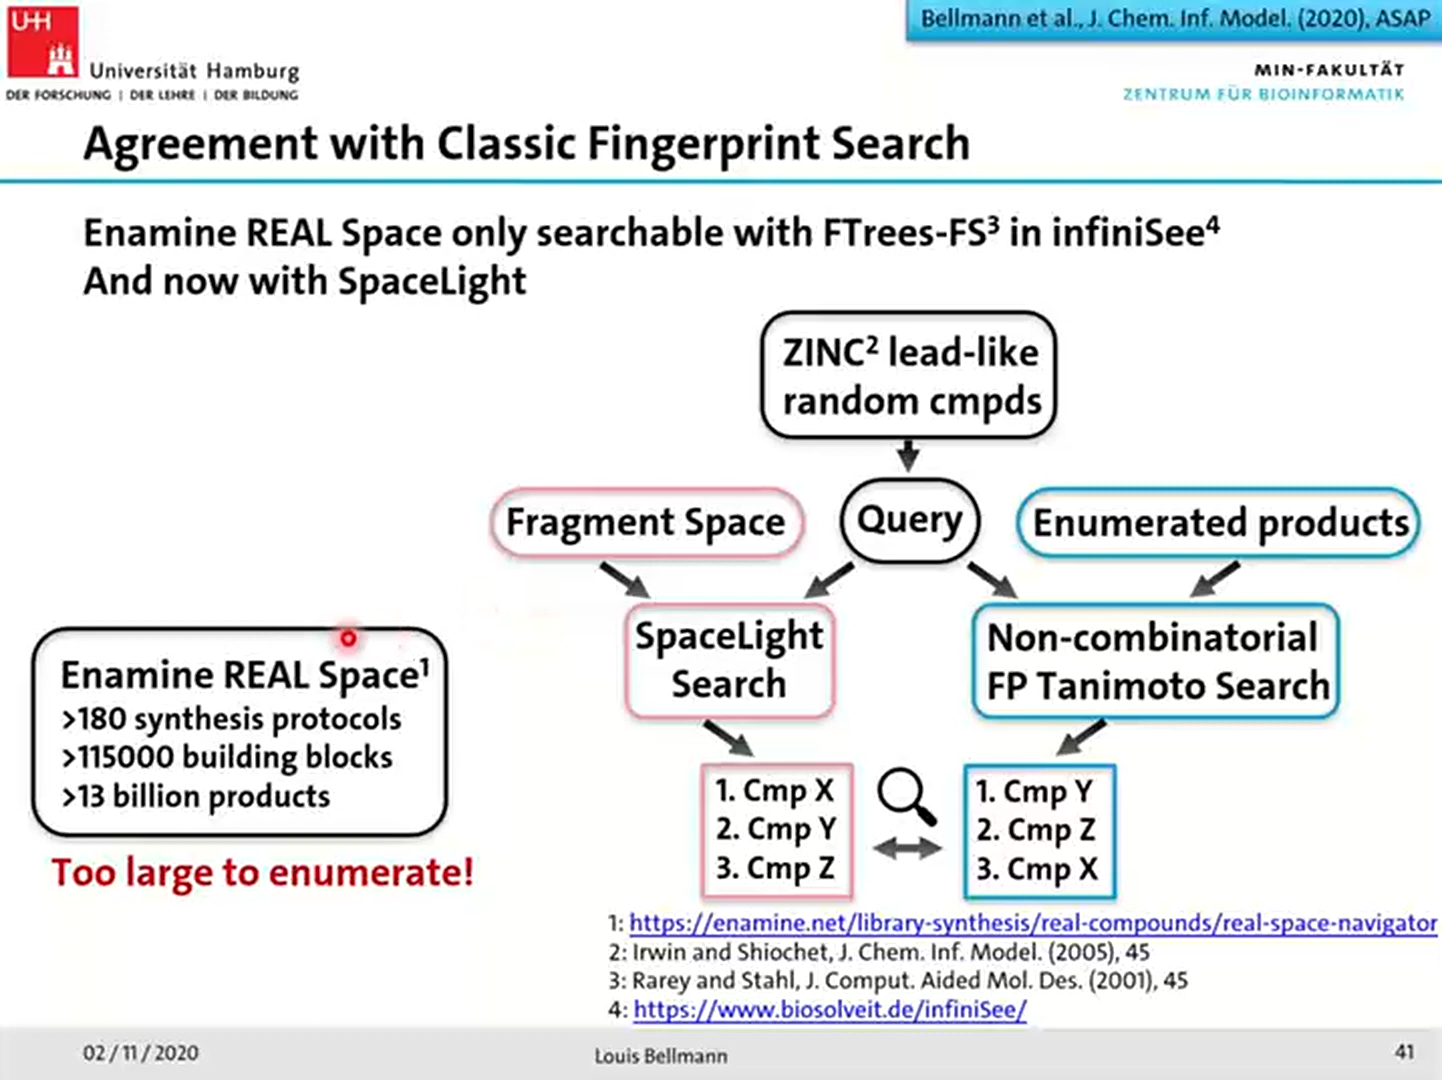 Bellmann et al., J. Chem. Inf. Model. (2020), ASAP
UHH
Universität Hamburg
DER FORSCHUNG | DER LEHRE | DER BILDUNG
MIN-FAKULTÄT
ZENTRUM FÜR BIOINFORMATIK
Agreement with Classic Fingerprint Search
Enamine REAL Space only searchable with FTrees-FS³ in infiniSee⁴
And now with SpaceLight
ZINC² lead-like
random cmpds
Fragment Space
Query
Enumerated products
SpaceLight
Search
Non-combinatorial
FP Tanimoto Search
Enamine REAL Space¹
>180 synthesis protocols
>115000 building blocks
>13 billion products
Too large to enumerate!
1. Cmp X
2. Cmp Y
3. Cmp Z
1. Cmp Y
2. Cmp Z
3. Cmp X
1: https://enamine.net/library-synthesis/real-compounds/real-space-navigator
2: Irwin and Shiochet, J. Chem. Inf. Model. (2005), 45
3: Rarey and Stahl, J. Comput. Aided Mol. Des. (2001), 45
4: https://www.biosolveit.de/infiniSee/
02/11/2020
Louis Bellmann
41